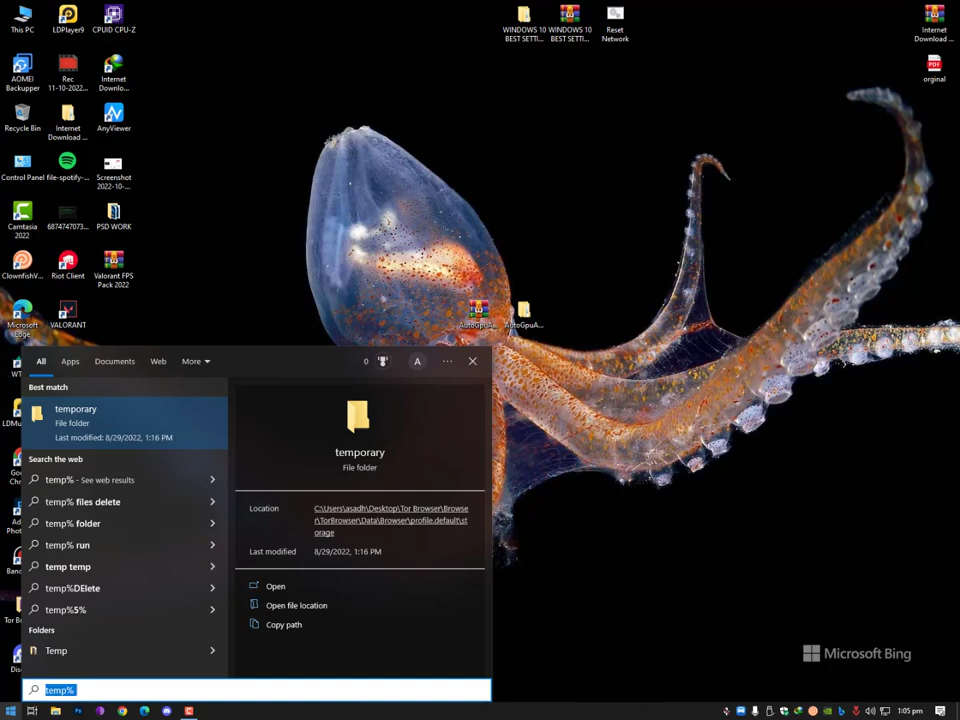 This PC
LDPlayer9
CPUID CPU-Z
WINDOWS 10
BEST SETTI...
WINDOWS 10
BEST SETTI...
Reset
Network
Internet
Download ...
AOMEI
Backupper
Rec
11-10-2022...
Internet
Downlo...
orginal
Recycle Bin
Internet
Download ...
AnyViewer
Control Panel
file-spotify-...
Screenshot
2022-10-...
Camtasia
2022
6874747073...
PSD WORK
ClownfishV...
Riot Client
Valorant FPS
Pack 2022
Microsoft
Edge
VALORANT
AutoGpuA...
AutoGpuA...
All
Apps
Documents
Web
More
0
A
Best match
temporary
File folder
Last modified: 8/29/2022, 1:16 PM
Search the web
temp% - See web results
temp% files delete
temp% folder
temp% run
temp temp
temp%DElete
temp%5%
Folders
Temp
temporary
File folder
Location
C:\Users\asadh\Desktop\Tor Browser\Browse
r\TorBrowser\Data\Browser\profile.default\st
orage
Last modified
8/29/2022, 1:16 PM
Open
Open file location
Copy path
temp%
Microsoft Bing
1:05 pm